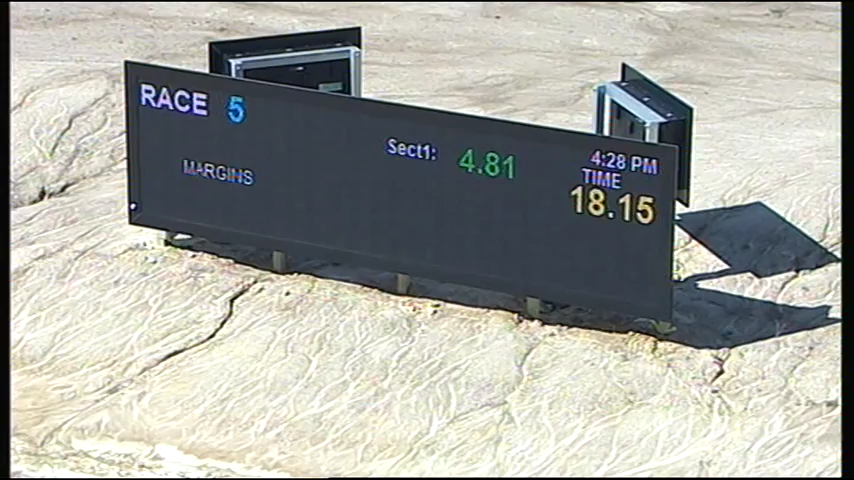 RACE 5
Sect1: 4.81
4:28 PM
MARGINS
TIME
18.15